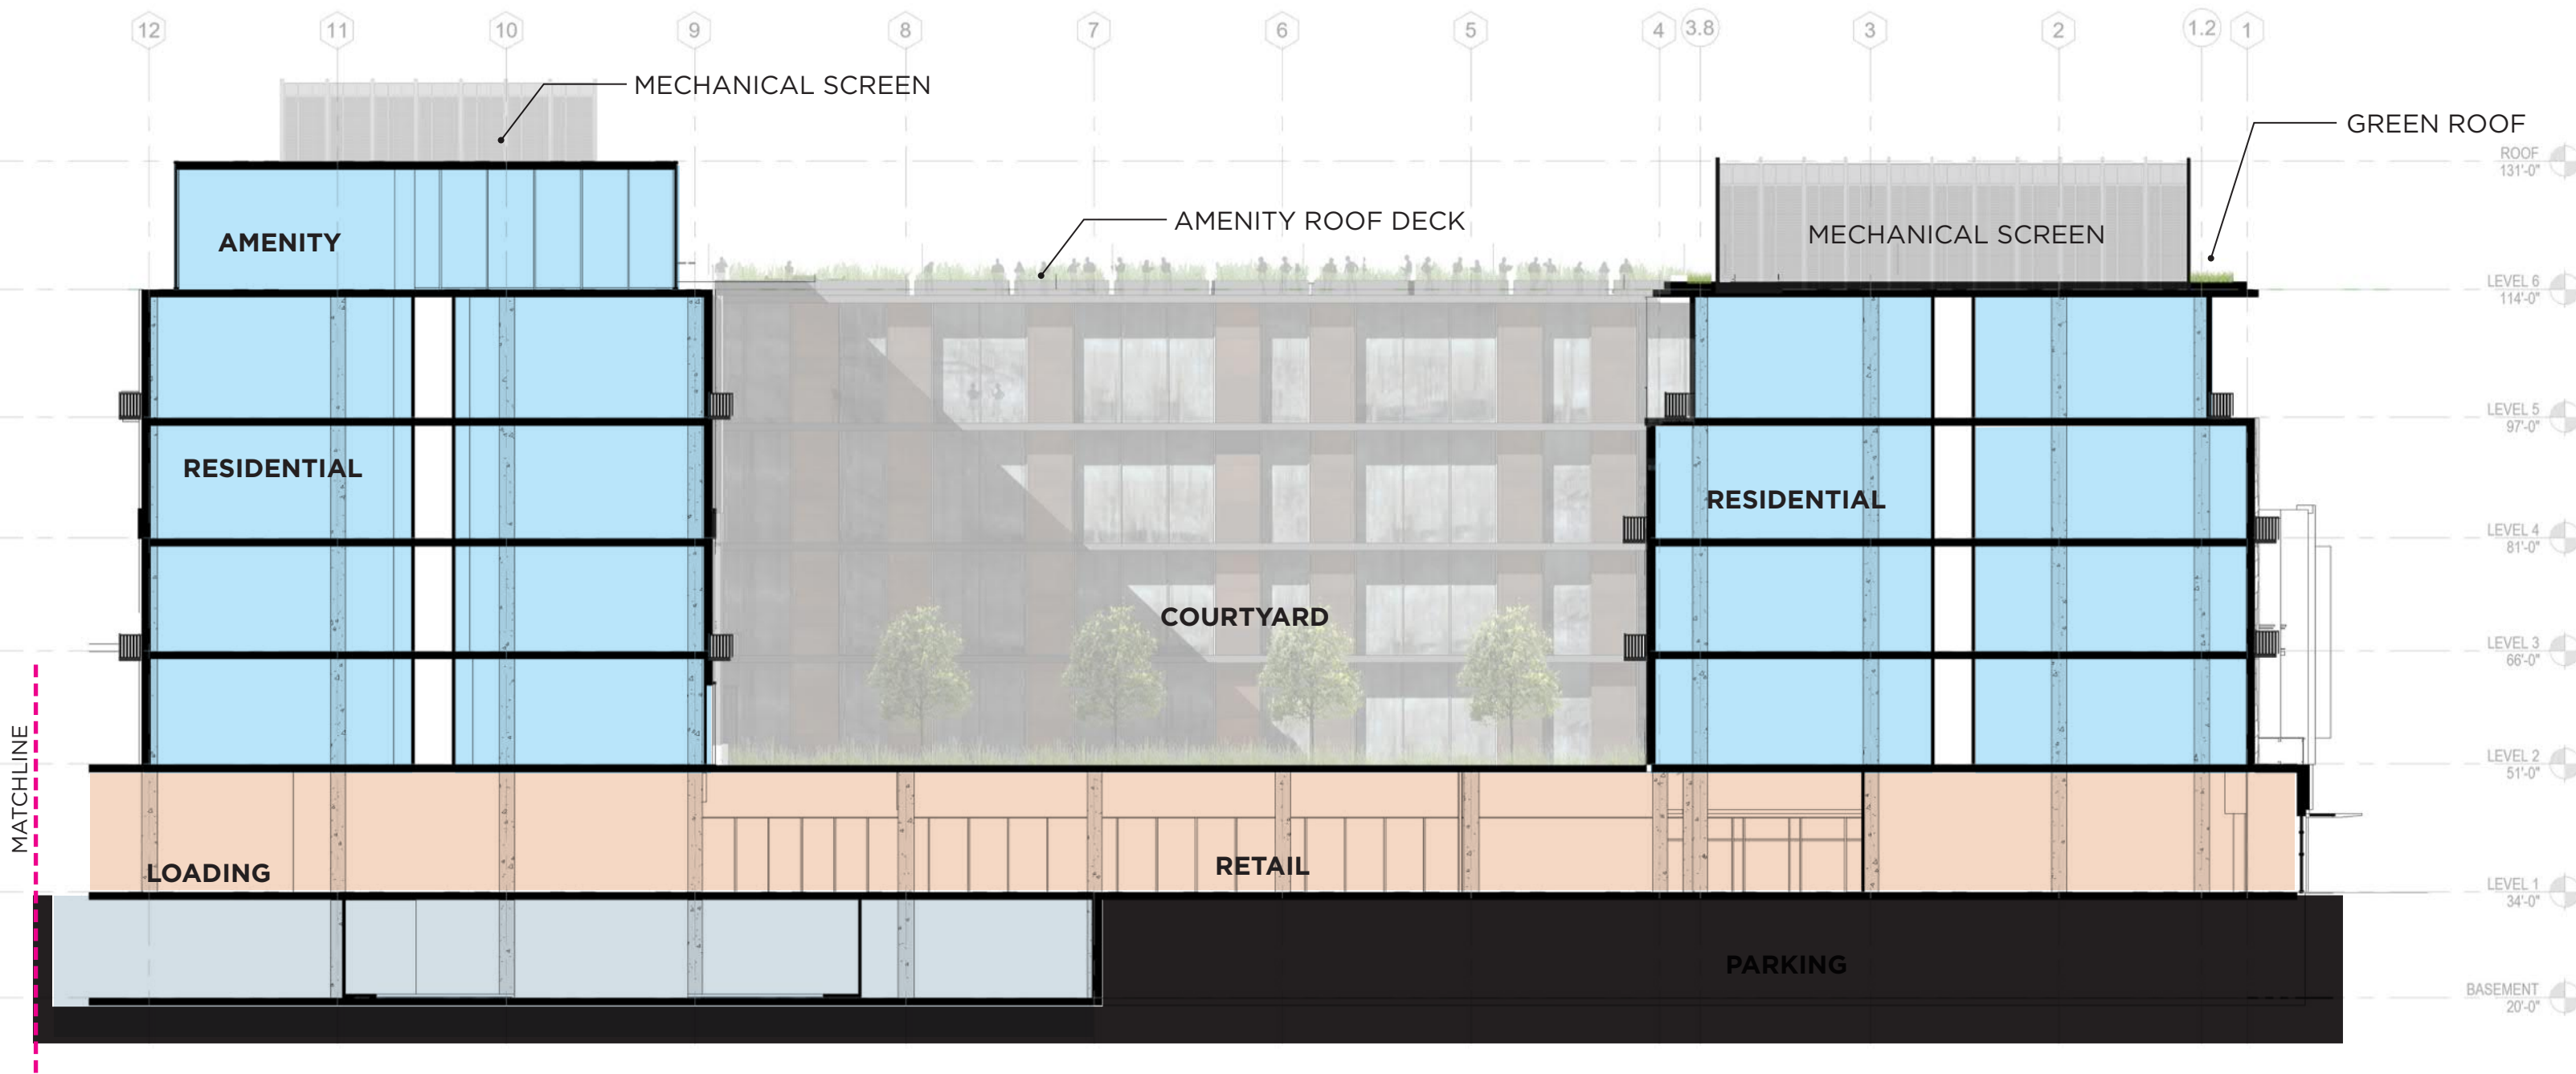 12 11 10 9 8 7 6 5 4 3.8 3 2 1.2 1
MECHANICAL SCREEN
GREEN ROOF
ROOF
131'-0"
AMENITY ROOF DECK
MECHANICAL SCREEN
AMENITY
LEVEL 6
114'-0"
LEVEL 5
97'-0"
RESIDENTIAL
RESIDENTIAL
LEVEL 4
81'-0"
COURTYARD
LEVEL 3
66'-0"
MATCHLINE
LEVEL 2
51'-0"
LOADING
RETAIL
LEVEL 1
34'-0"
PARKING
BASEMENT
20'-0"